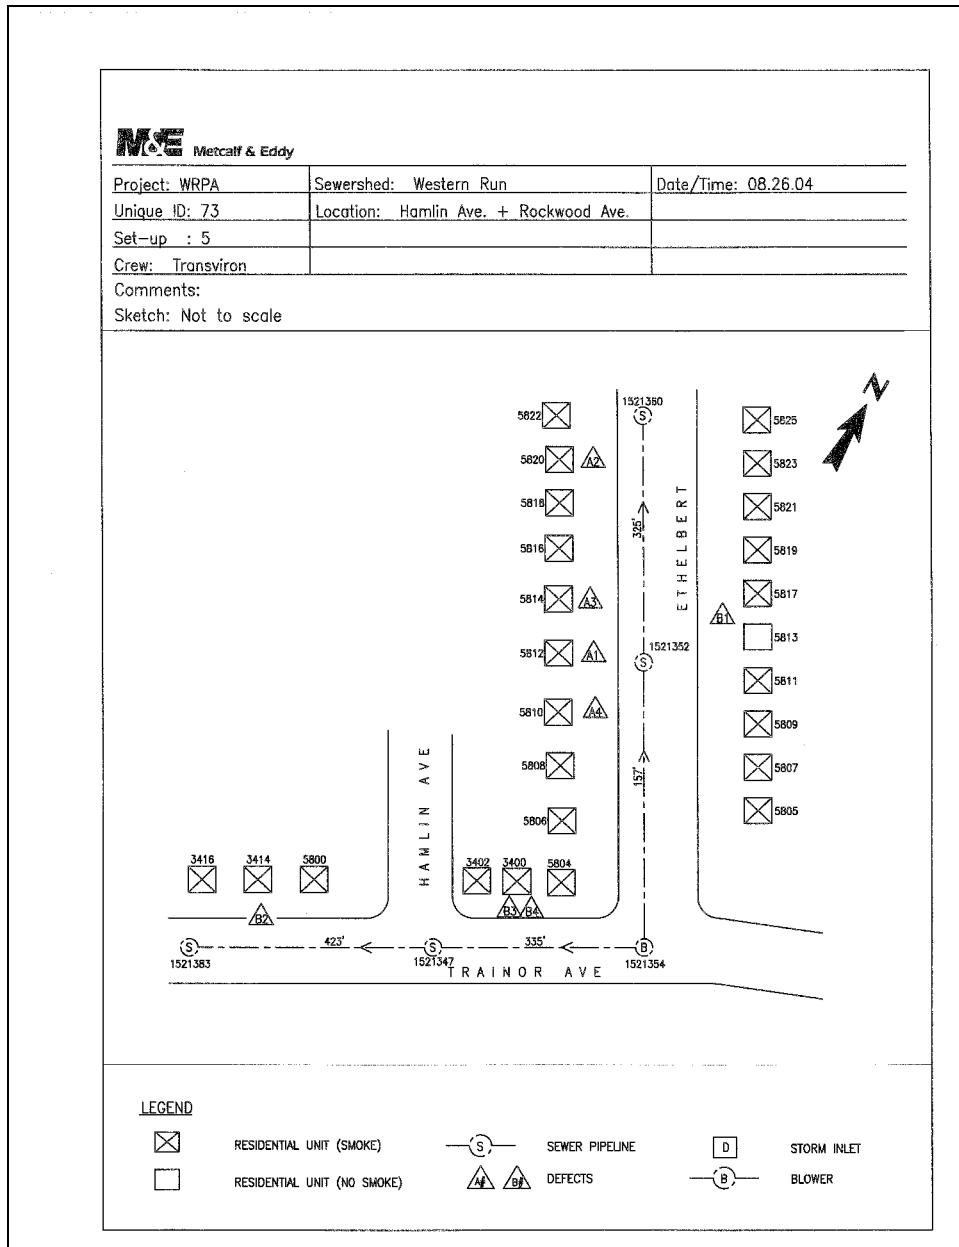 M&E Metcalf & Eddy
Project: WRPA
Sewershed: Western Run
Date/Time: 08.26.04
Unique ID: 73
Location: Hamlin Ave. + Rockwood Ave.
Set-up : 5
Crew: Transviron
Comments:
Sketch: Not to scale
N
1521360
5822
5825
5820
A2
5823
5818
5821
325'
ETHELBERT
5816
5819
5814
A3
5817
B1
5813
5812
A1
1521352
5811
5810
A4
5809
5808
157'
5807
5806
5805
HAMLIN AVE
3416
3414
5800
3402
3400
5804
B2
B3
B4
S
423'
S
335'
B
1521383
1521347
1521354
TRAINOR AVE
S
S
LEGEND
RESIDENTIAL UNIT (SMOKE)
S
SEWER PIPELINE
D
STORM INLET
RESIDENTIAL UNIT (NO SMOKE)
A#
B#
DEFECTS
B
BLOWER